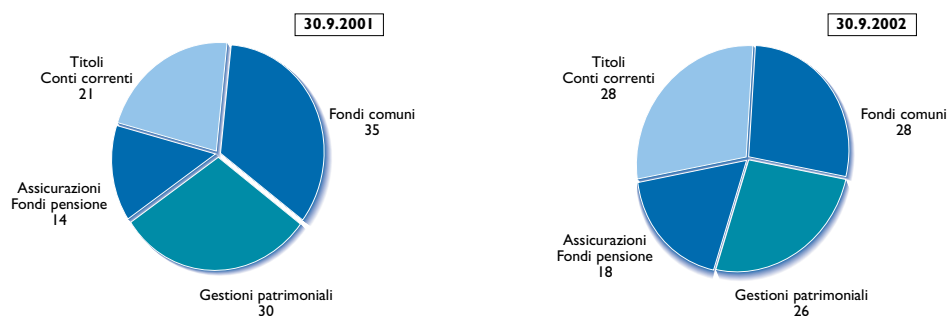 30.9.2001
Titoli
Conti correnti
21
Fondi comuni
35
Assicurazioni
Fondi pensione
14
Gestioni patrimoniali
30
30.9.2002
Titoli
Conti correnti
28
Fondi comuni
28
Assicurazioni
Fondi pensione
18
Gestioni patrimoniali
26